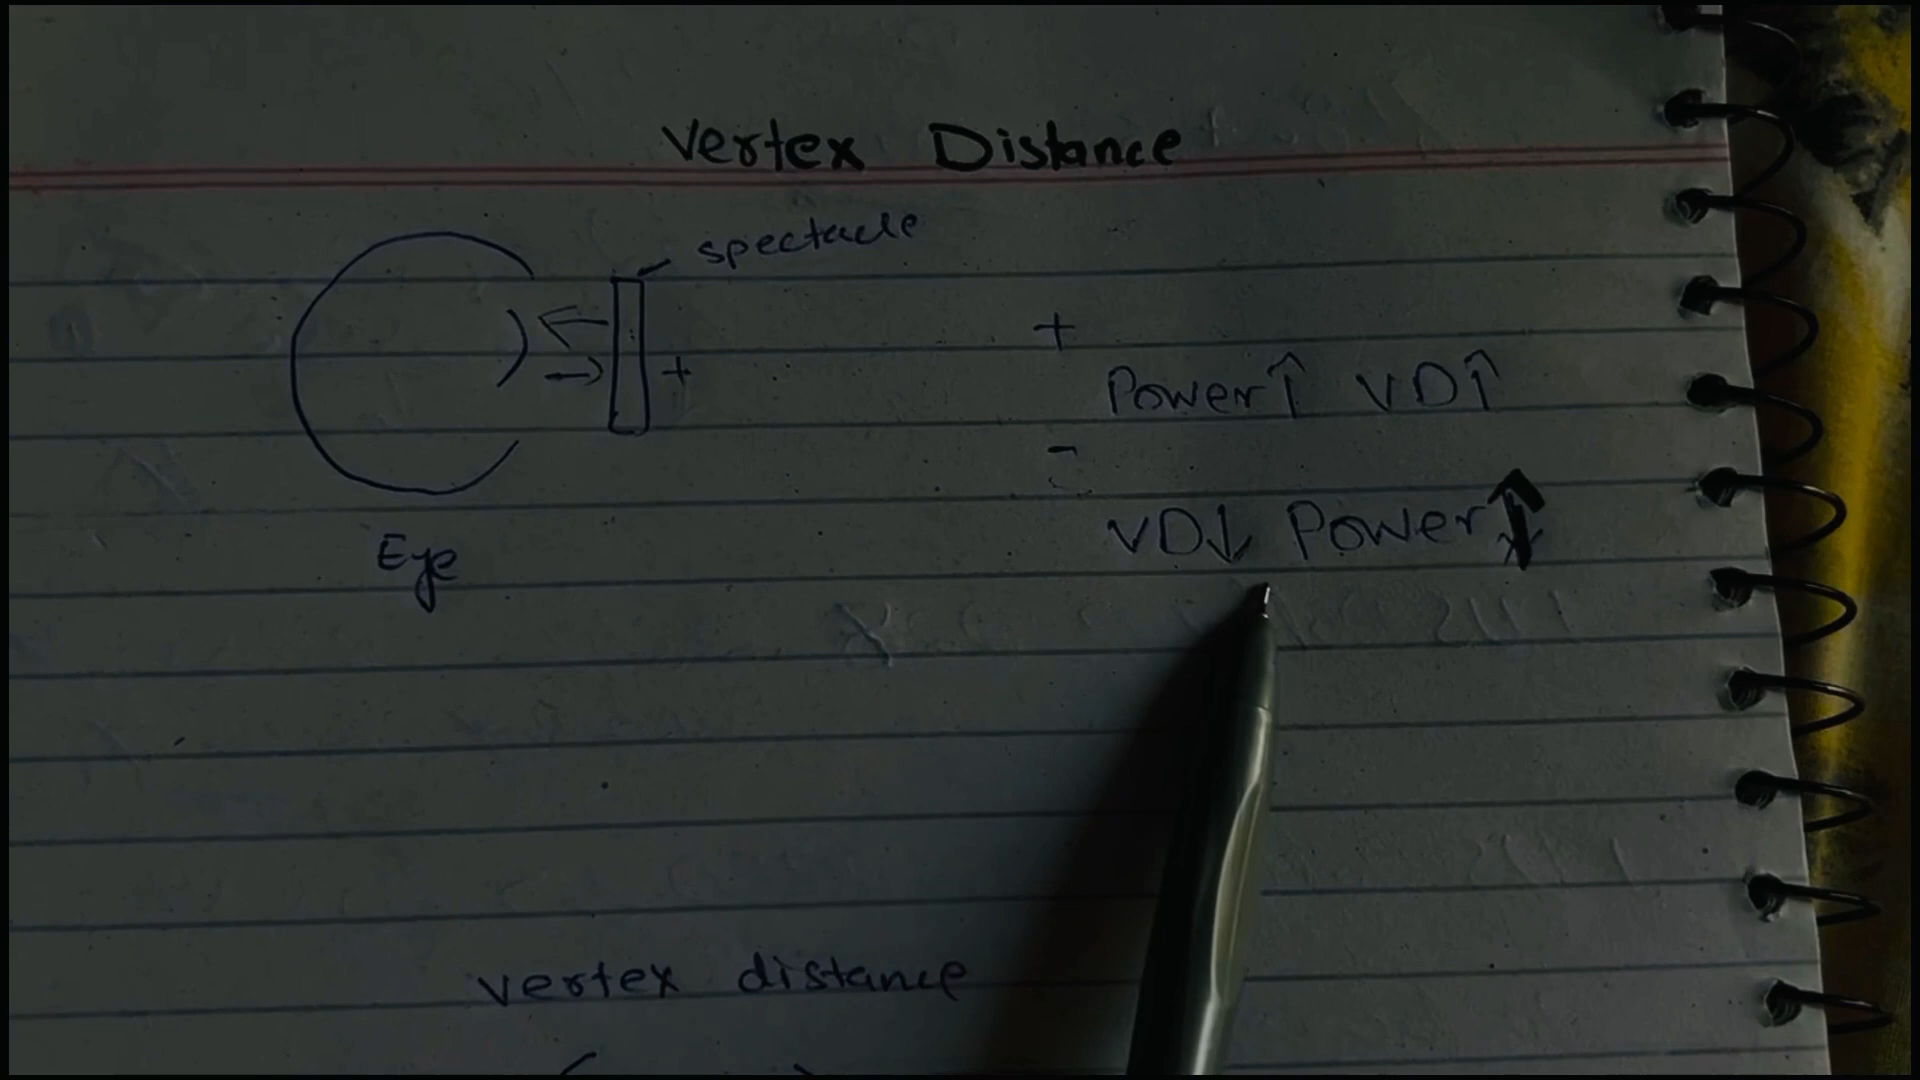 Vertex Distance
spectacle
+
+
Power↑ VD↑
-
VD↓ Power↑
Eye
vertex distance